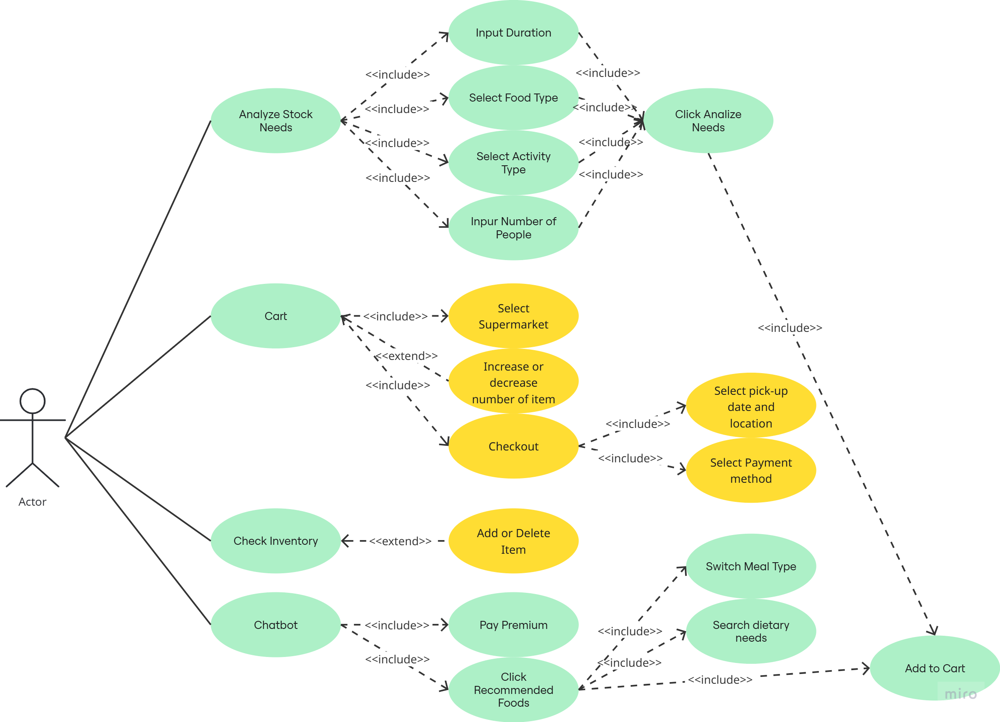 Input Duration
<<include>>
<<include>>
Select Food Type
<<include>>
<<include>>
Analyze Stock
Needs
Click Analize
Needs
<<include>>
<<include>>
Select Activity
Type
<<include>>
<<include>>
Inpur Number of
People
Cart
<<include>>
Select
Supermarket
<<include>>
<<extend>>
Increase or
decrease
number of item
<<include>>
Select pick-up
date and
location
<<include>>
Checkout
<<include>>
Select Payment
method
Actor
Check Inventory
<<extend>>
Add or Delete
Item
Switch Meal Type
Chatbot
<<include>>
Pay Premium
<<include>>
Search dietary
needs
<<include>>
<<include>>
Click
Recommended
Foods
<<include>>
Add to Cart
miro